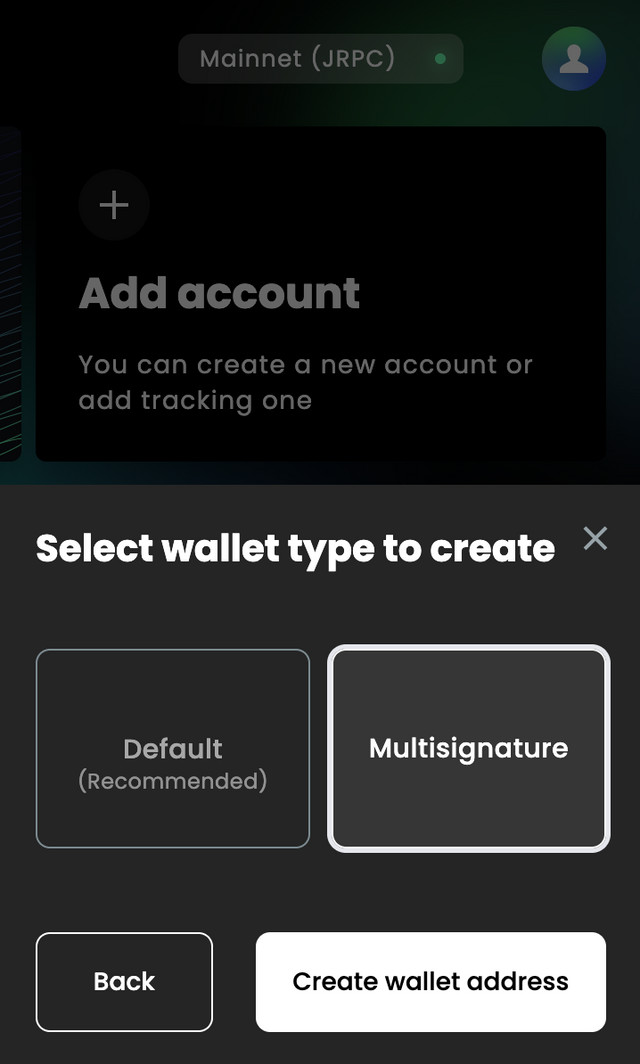 Mainnet (JRPC)
Add account
You can create a new account or
add tracking one
Select wallet type to create
Default
(Recommended)
Multisignature
Back
Create wallet address